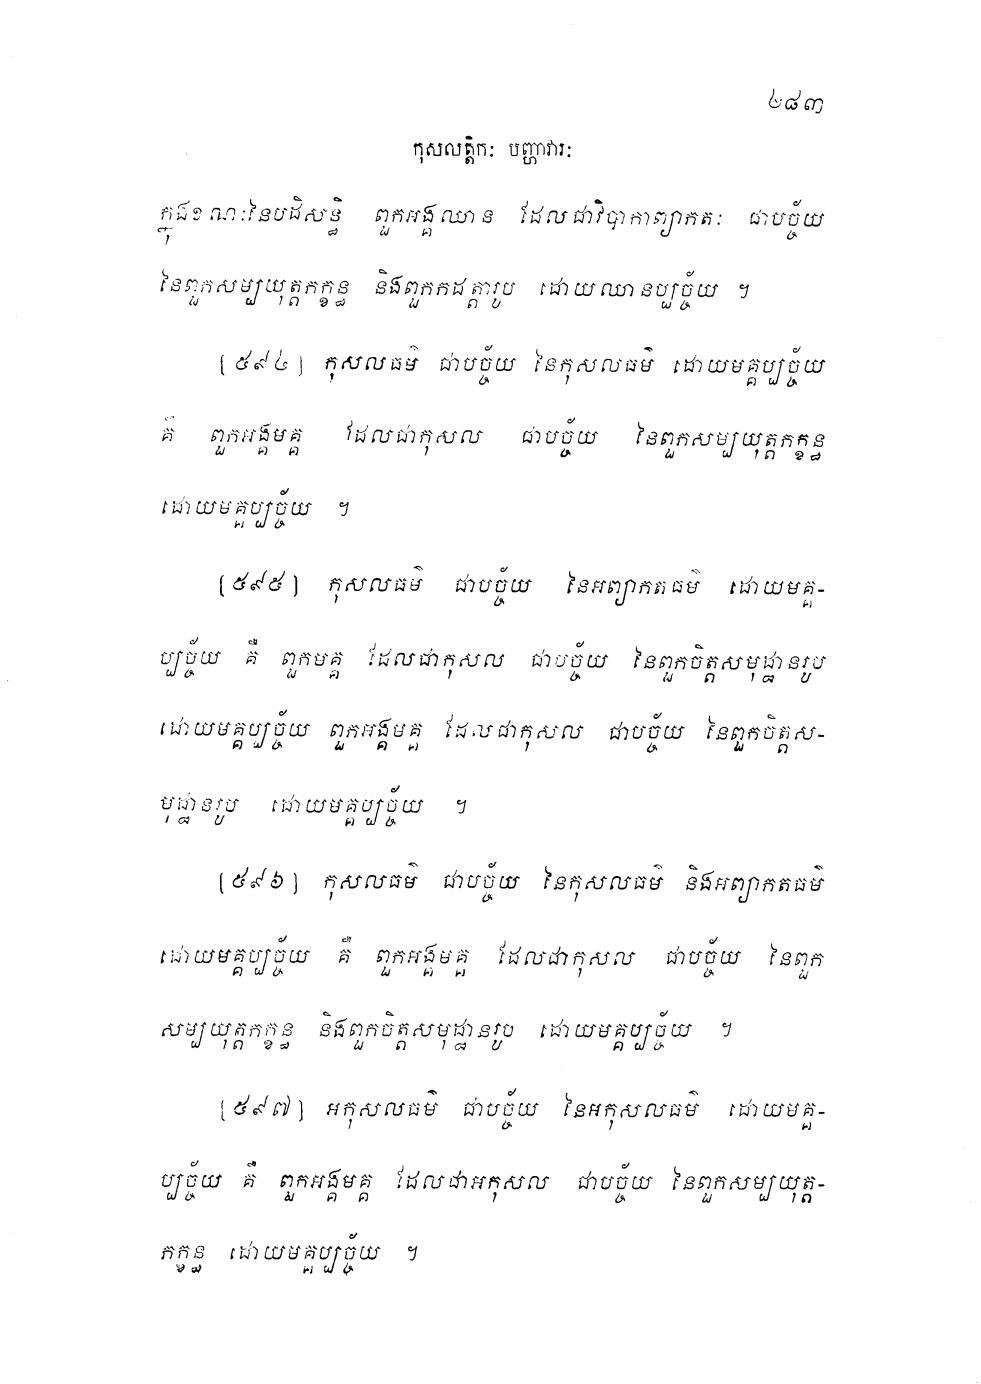 ២៨៣
កុសលត្តិកៈ បញ្ហាវារៈ
ក្នុងខណៈនៃបដិសន្ធិ ពួកអង្គឈាន ដែលជាវិបាកាព្យាកតៈ ជាបច្ច័យ
នៃពួកសម្បយុត្តកក្ខន្ធ និងពួកកដត្តារូប ដោយឈានប្បច្ច័យ ។
[៥៩៤] កុសលធម៌ ជាបច្ច័យ នៃកុសលធម៌ ដោយមគ្គប្បច្ច័យ
គឺ ពួកអង្គមគ្គ ដែលជាកុសល ជាបច្ច័យ នៃពួកសម្បយុត្តកក្ខន្ធ
ដោយមគ្គប្បច្ច័យ ។
[៥៩៥] កុសលធម៌ ជាបច្ច័យ នៃអព្យាកតធម៌ ដោយមគ្គ-
ប្បច្ច័យ គឺ ពួកមគ្គ ដែលជាកុសល ជាបច្ច័យ នៃពួកចិត្តសមុដ្ឋានរូប
ដោយមគ្គប្បច្ច័យ ពួកអង្គមគ្គ ដែលជាកុសល ជាបច្ច័យ នៃពួកចិត្តស-
មុដ្ឋានរូប ដោយមគ្គប្បច្ច័យ ។
[៥៩៦] កុសលធម៌ ជាបច្ច័យ នៃកុសលធម៌ និងអព្យាកតធម៌
ដោយមគ្គប្បច្ច័យ គឺ ពួកអង្គមគ្គ ដែលជាកុសល ជាបច្ច័យ នៃពួក
សម្បយុត្តកក្ខន្ធ និងពួកចិត្តសមុដ្ឋានរូប ដោយមគ្គប្បច្ច័យ ។
[៥៩៧] អកុសលធម៌ ជាបច្ច័យ នៃអកុសលធម៌ ដោយមគ្គ-
ប្បច្ច័យ គឺ ពួកអង្គមគ្គ ដែលជាអកុសល ជាបច្ច័យ នៃពួកសម្បយុត្ត-
កក្ខន្ធ ដោយមគ្គប្បច្ច័យ ។